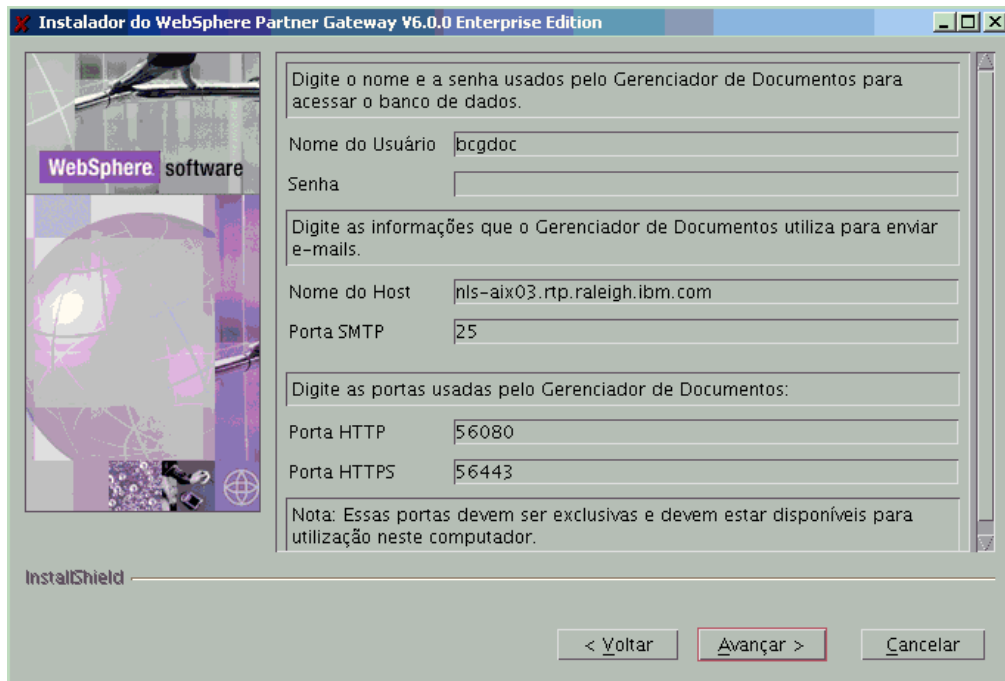 Instalador do WebSphere Partner Gateway V6.0.0 Enterprise Edition
WebSphere software
Digite o nome e a senha usados pelo Gerenciador de Documentos para
acessar o banco de dados.
Nome do Usuário bcgdoc
Senha
Digite as informações que o Gerenciador de Documentos utiliza para enviar
e-mails.
Nome do Host nls-aix03.rtp.raleigh.ibm.com
Porta SMTP 25
Digite as portas usadas pelo Gerenciador de Documentos:
Porta HTTP 56080
Porta HTTPS 56443
Nota: Essas portas devem ser exclusivas e devem estar disponíveis para
utilização neste computador.
InstallShield
< Voltar Avançar > Cancelar